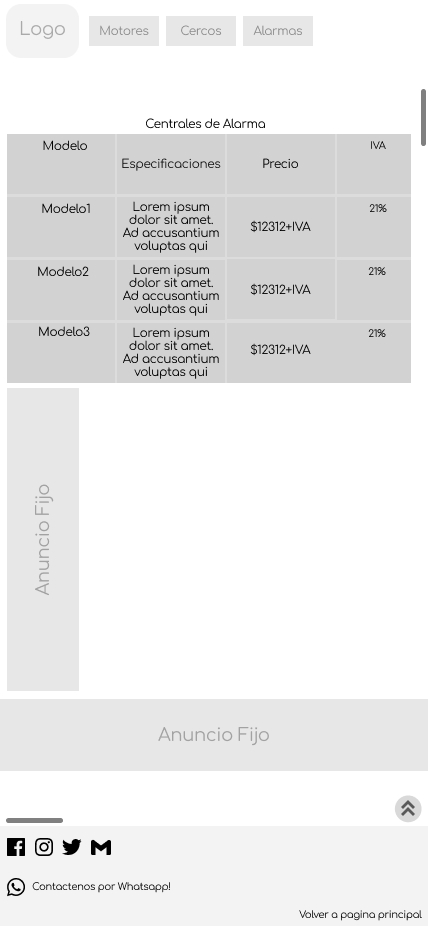 Logo
Motores
Cercos
Alarmas
Centrales de Alarma
Modelo
Especificaciones
Precio
IVA
Modelo1
Lorem ipsum
dolor sit amet.
Ad accusantium
voluptas qui
$12312+IVA
21%
Modelo2
Lorem ipsum
dolor sit amet.
Ad accusantium
voluptas qui
$12312+IVA
21%
Modelo3
Lorem ipsum
dolor sit amet.
Ad accusantium
voluptas qui
$12312+IVA
21%
Anuncio Fijo
Anuncio Fijo
Contactenos por Whatsapp!
Volver a pagina principal